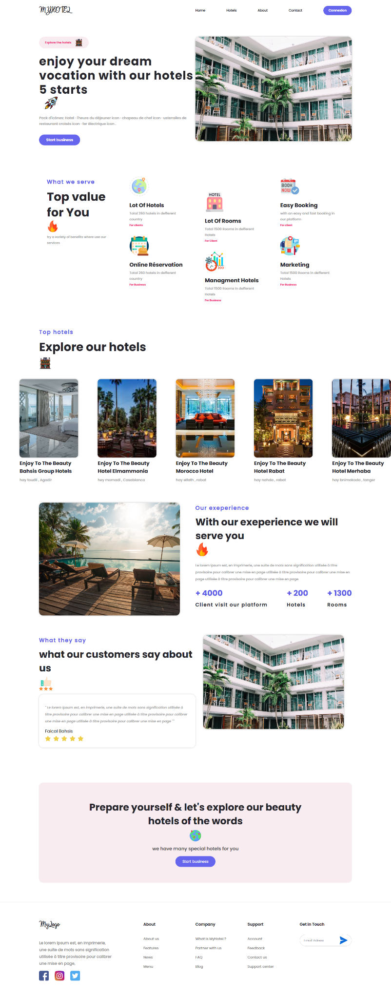 MYHOTEL
Home
Hotels
About
Contact
Connexion
Explore the hotels
enjoy your dream
vocation with our hotels
5 starts
Pack d'icônes: Hotel · l'heure du déjeuner icon · chapeau de chef icon · ustensiles de
restaurant croisés icon · fer électrique icon .
Start business
What we serve
Top value
for You
try a variety of benefits where use our
services
Lot Of Hotels
Total 260 hotels in defferent
country
For clients
HOTEL
Lot Of Rooms
Total 1500 Rooms in defferent
Hotels
For Client
BOOK
NOW
Easy Booking
with an easy and fast booking in
our platform
For client
Online Réservation
Total 260 hotels in defferent
country
For Business
Managment Hotels
Total 1500 Rooms in defferent
Hotels
For Business
Marketing
Total 1500 Rooms in defferent
Hotels
For Business
Top hotels
Explore our hotels
Enjoy To The Beauty
Bahsis Group Hotels
hay toudli , Agadir
Enjoy To The Beauty
Hotel Elmammonia
hey momadi , Casablanca
Enjoy To The Beauty
Morocco Hotel
hay elfath , rabat
Enjoy To The Beauty
Hotel Rabat
hay nahda , rabat
Enjoy To The Beauty
Hotel Merhaba
hay bnimakada , tanger
Our exeperience
With our exeperience we will
serve you
Le lorem ipsum est, en imprimerie, une suite de mots sans signification utilisée à titre
provisoire pour calibrer une mise en page utilisée à titre provisoire pour calibrer une mise en
page utilisée à titre provisoire pour calibrer une mise en page
+ 4000
Client visit our platform
+ 200
Hotels
+ 1300
Rooms
What they say
what our customers say about
us
" Le lorem ipsum est, en imprimerie, une suite de mots sans signification utilisée à
titre provisoire pour calibrer une mise en page utilisée à titre provisoire pour calibrer
une mise en page utilisée à titre provisoire pour calibrer une mise en page ""
Faical Bahsis
Prepare yourself & let's explore our beauty
hotels of the words
we have many special hotels for you
Start business
MyLogo
Le lorem ipsum est, en imprimerie,
une suite de mots sans signification
utilisée à titre provisoire pour calibrer
une mise en page,
About
About us
Features
News
Menu
Company
What is MyHotel ?
Partner with us
FAQ
Blog
Support
Account
Feedback
Contact us
Support center
Get in Touch
Email Adress